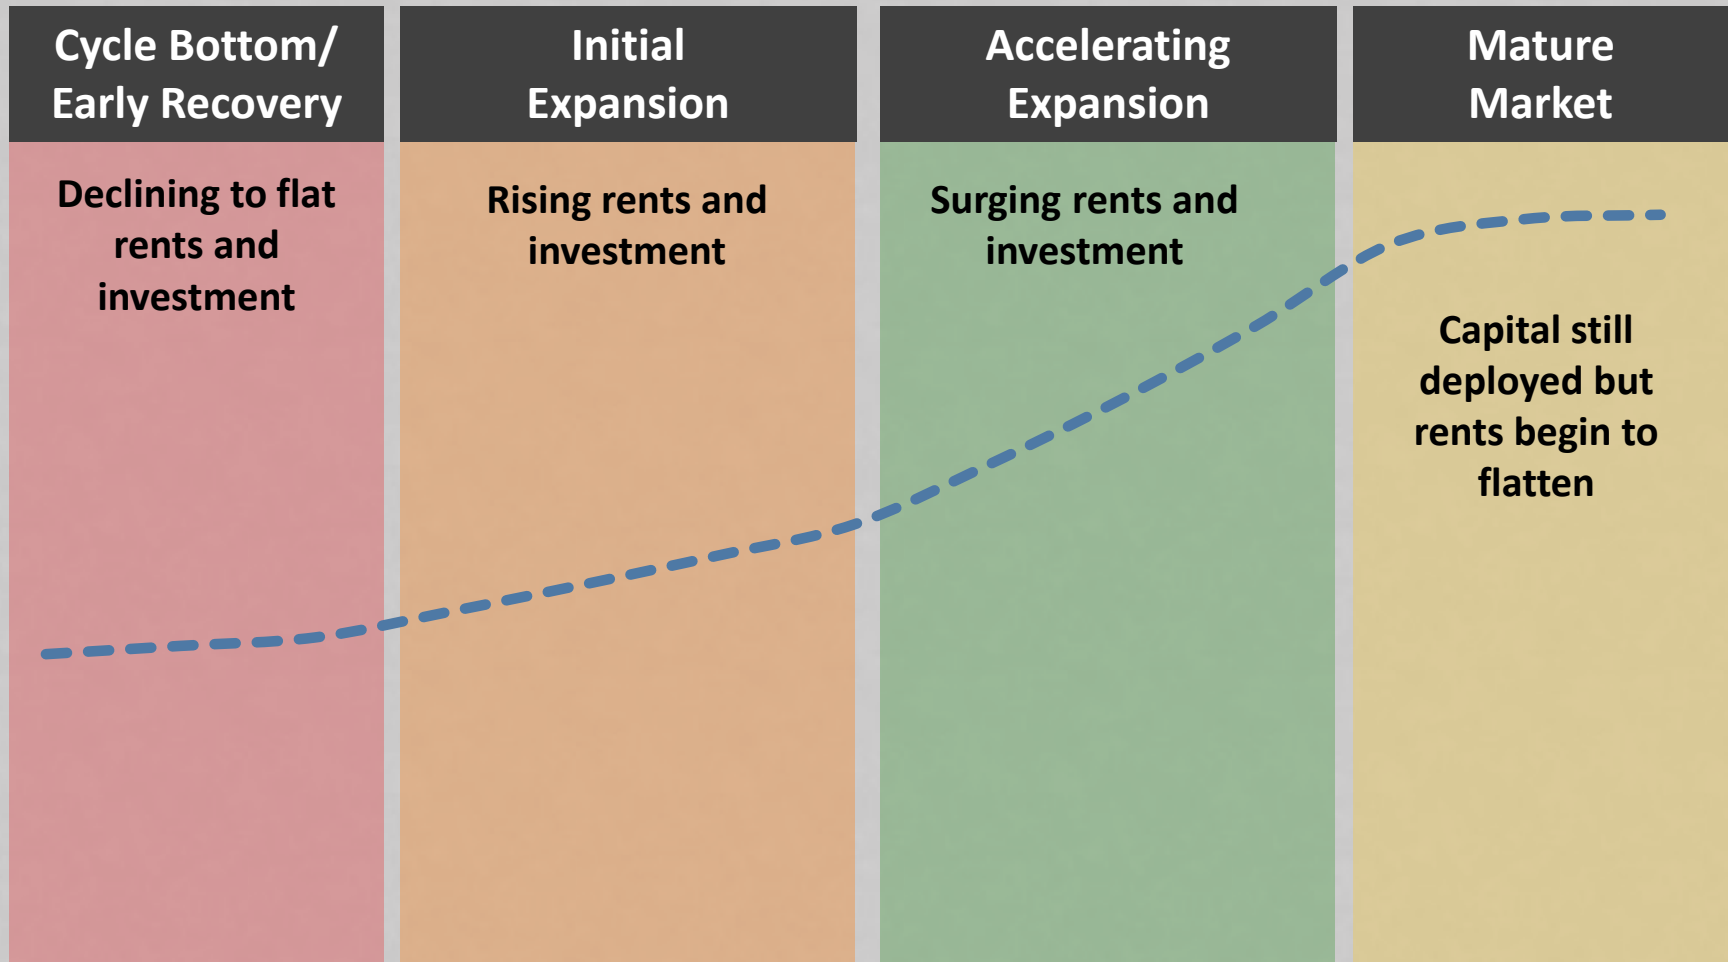 Cycle Bottom/
Early Recovery
Declining to flat
rents and
investment
Initial
Expansion
Rising rents and
investment
Accelerating
Expansion
Surging rents and
investment
Mature
Market
Capital still
deployed but
rents begin to
flatten